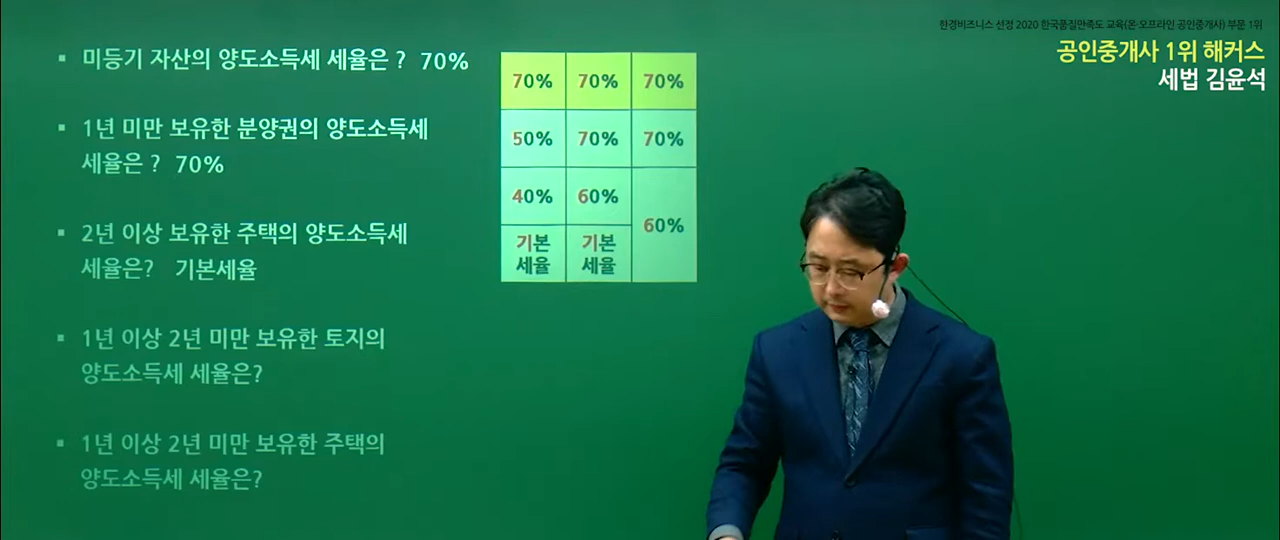 한경비즈니스 선정 2020 한국품질만족도 교육(온·오프라인 공인중개사) 부문 1위
공인중개사 1위 해커스
세법 김윤석
▪ 미등기 자산의 양도소득세 세율은 ? 70%
▪ 1년 미만 보유한 분양권의 양도소득세
세율은 ? 70%
▪ 2년 이상 보유한 주택의 양도소득세
세율은? 기본세율
▪ 1년 이상 2년 미만 보유한 토지의
양도소득세 세율은?
▪ 1년 이상 2년 미만 보유한 주택의
양도소득세 세율은?
70% 70% 70%
50% 70% 70%
40% 60%
60%
기본 기본
세율 세율